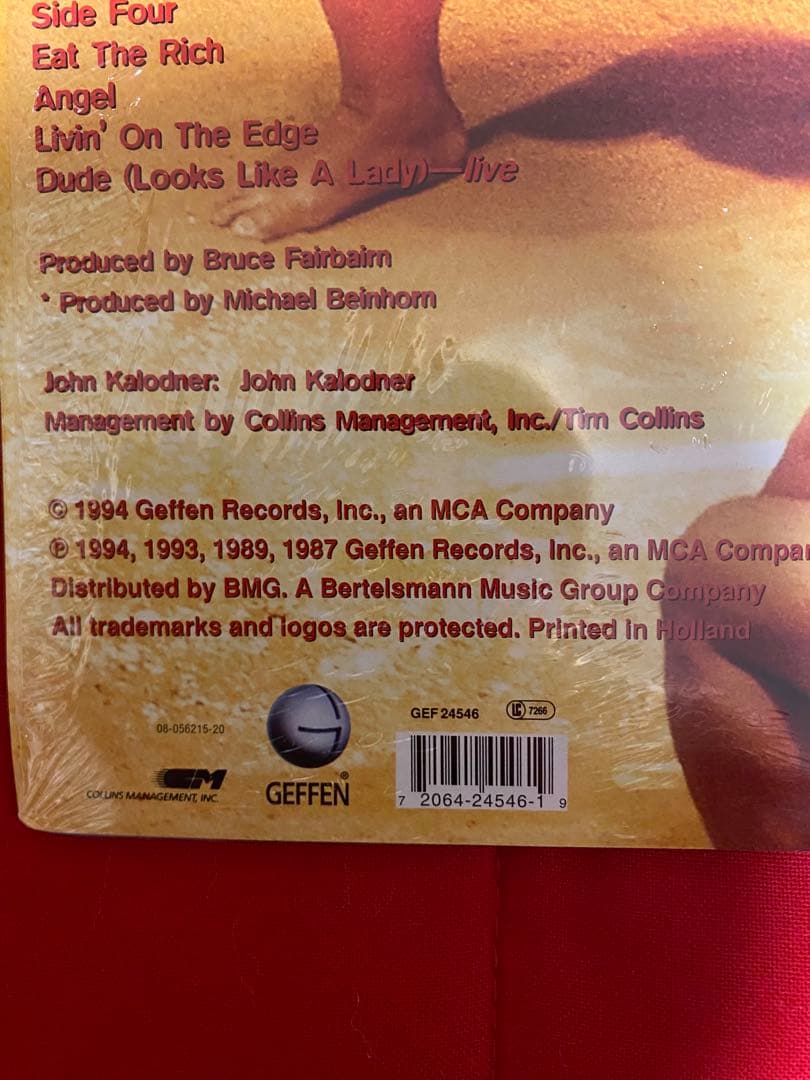 Side Four
Eat The Rich
Angel
Livin' On The Edge
Dude (Looks Like A Lady)—live
Produced by Bruce Fairbairn
* Produced by Michael Beinhorn
John Kalodner: John Kalodner
Management by Collins Management, Inc./Tim Collins
© 1994 Geffen Records, Inc., an MCA Company
℗ 1994, 1993, 1989, 1987 Geffen Records, Inc., an MCA Compa
Distributed by BMG. A Bertelsmann Music Group Company
All trademarks and logos are protected. Printed in Holland
GEF 24546 LC 7266
08-056215-20
CM
COLLINS MANAGEMENT, INC.
GEFFEN®
7 2064-24546-1 9